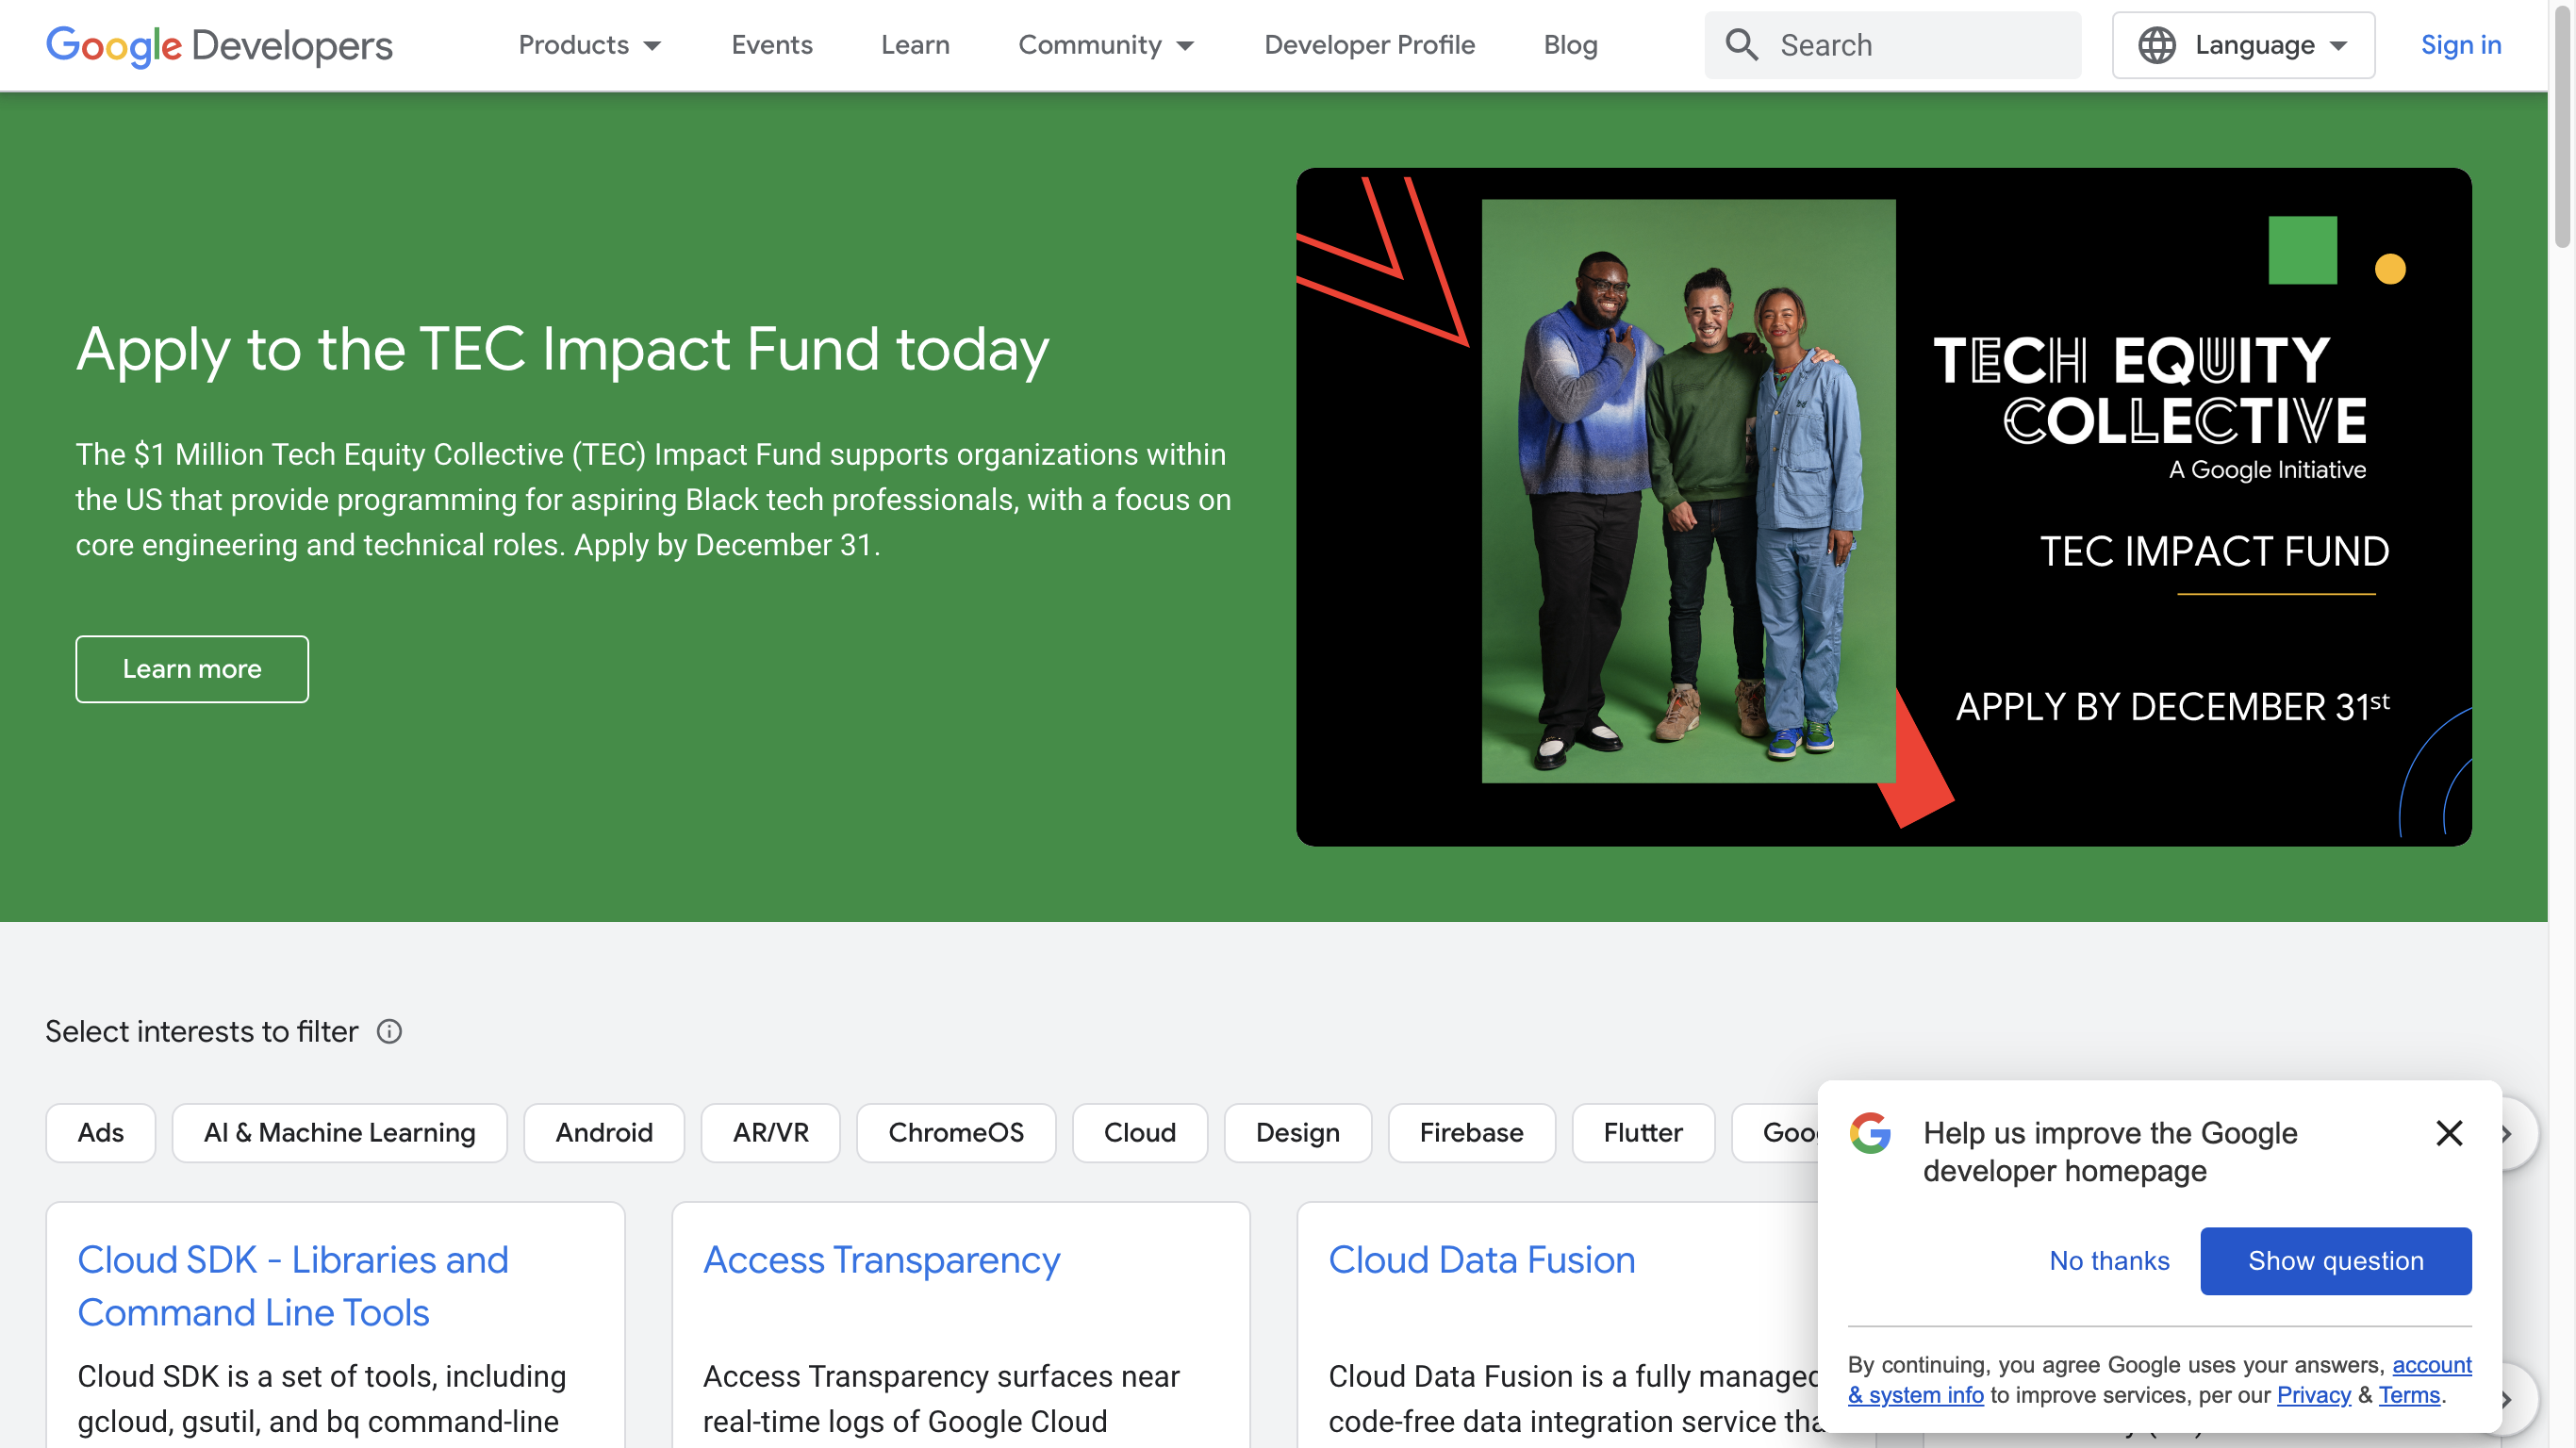 Google Developers
Products
Events
Learn
Community
Developer Profile
Blog
Search
Language
Sign in
Apply to the TEC Impact Fund today
The $1 Million Tech Equity Collective (TEC) Impact Fund supports organizations within
the US that provide programming for aspiring Black tech professionals, with a focus on
core engineering and technical roles. Apply by December 31.
Learn more
TECH EQUITY
COLLECTIVE
A Google Initiative
TEC IMPACT FUND
APPLY BY DECEMBER 31st
Select interests to filter
Ads
AI & Machine Learning
Android
AR/VR
ChromeOS
Cloud
Design
Firebase
Flutter
Cloud SDK - Libraries and
Command Line Tools
Cloud SDK is a set of tools, including
gcloud, gsutil, and bq command-line
Access Transparency
Access Transparency surfaces near
real-time logs of Google Cloud
Cloud Data Fusion
Cloud Data Fusion is a fully managed
code-free data integration service
Help us improve the Google
developer homepage
No thanks
Show question
By continuing, you agree Google uses your answers, account
& system info to improve services, per our Privacy & Terms.